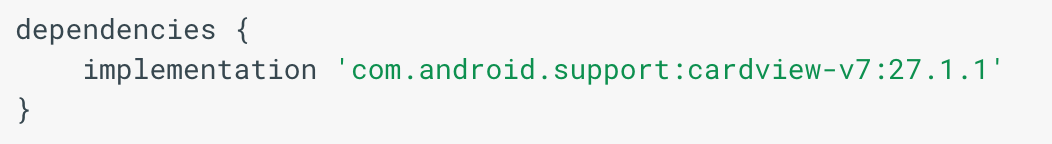 dependencies {
    implementation 'com.android.support:cardview-v7:27.1.1'
}